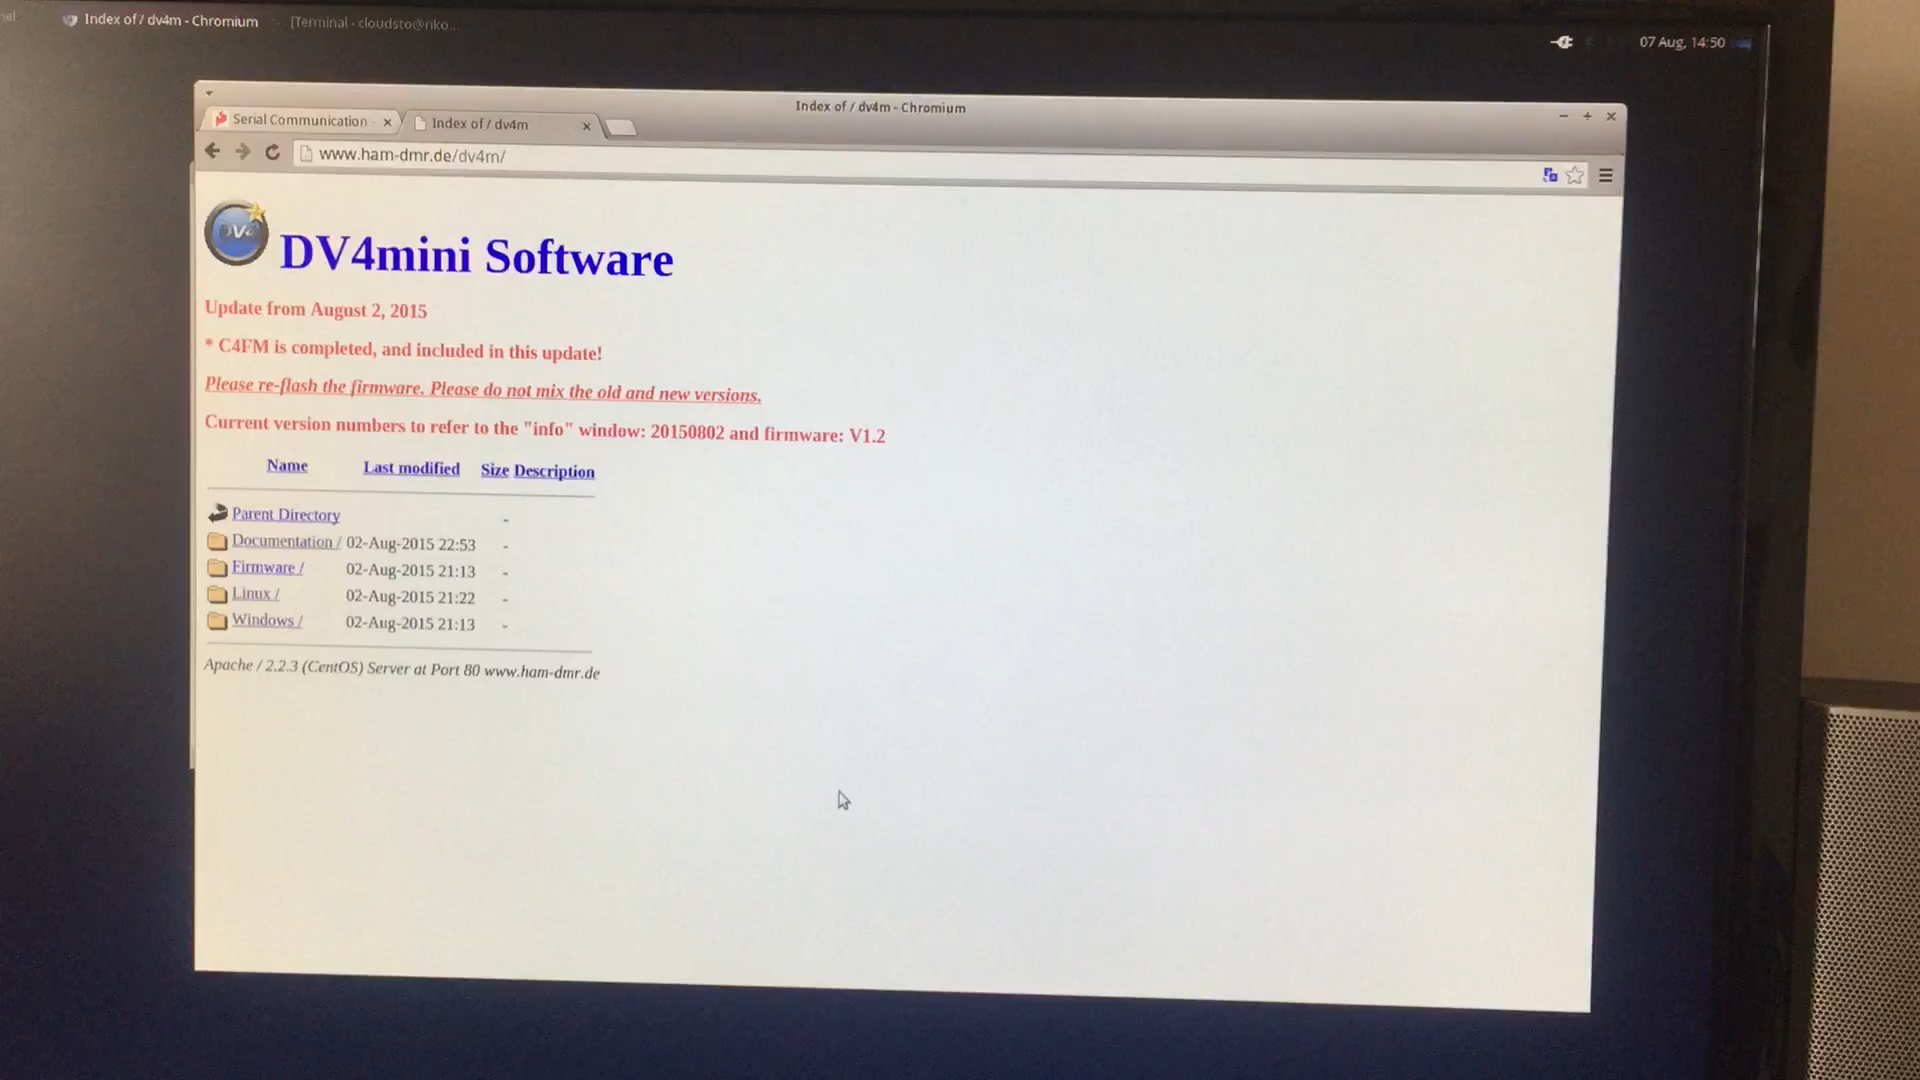 Index of / dv4m - Chromium
[Terminal - cloudsto@riko...
07 Aug, 14:50
Index of / dv4m - Chromium
Serial Communication
Index of / dv4m
www.ham-dmr.de/dv4m/
DV4mini Software
Update from August 2, 2015
* C4FM is completed, and included in this update!
Please re-flash the firmware. Please do not mix the old and new versions.
Current version numbers to refer to the "info" window: 20150802 and firmware: V1.2
Name Last modified Size Description
Parent Directory -
Documentation / 02-Aug-2015 22:53 -
Firmware / 02-Aug-2015 21:13 -
Linux / 02-Aug-2015 21:22 -
Windows / 02-Aug-2015 21:13 -
Apache / 2.2.3 (CentOS) Server at Port 80 www.ham-dmr.de